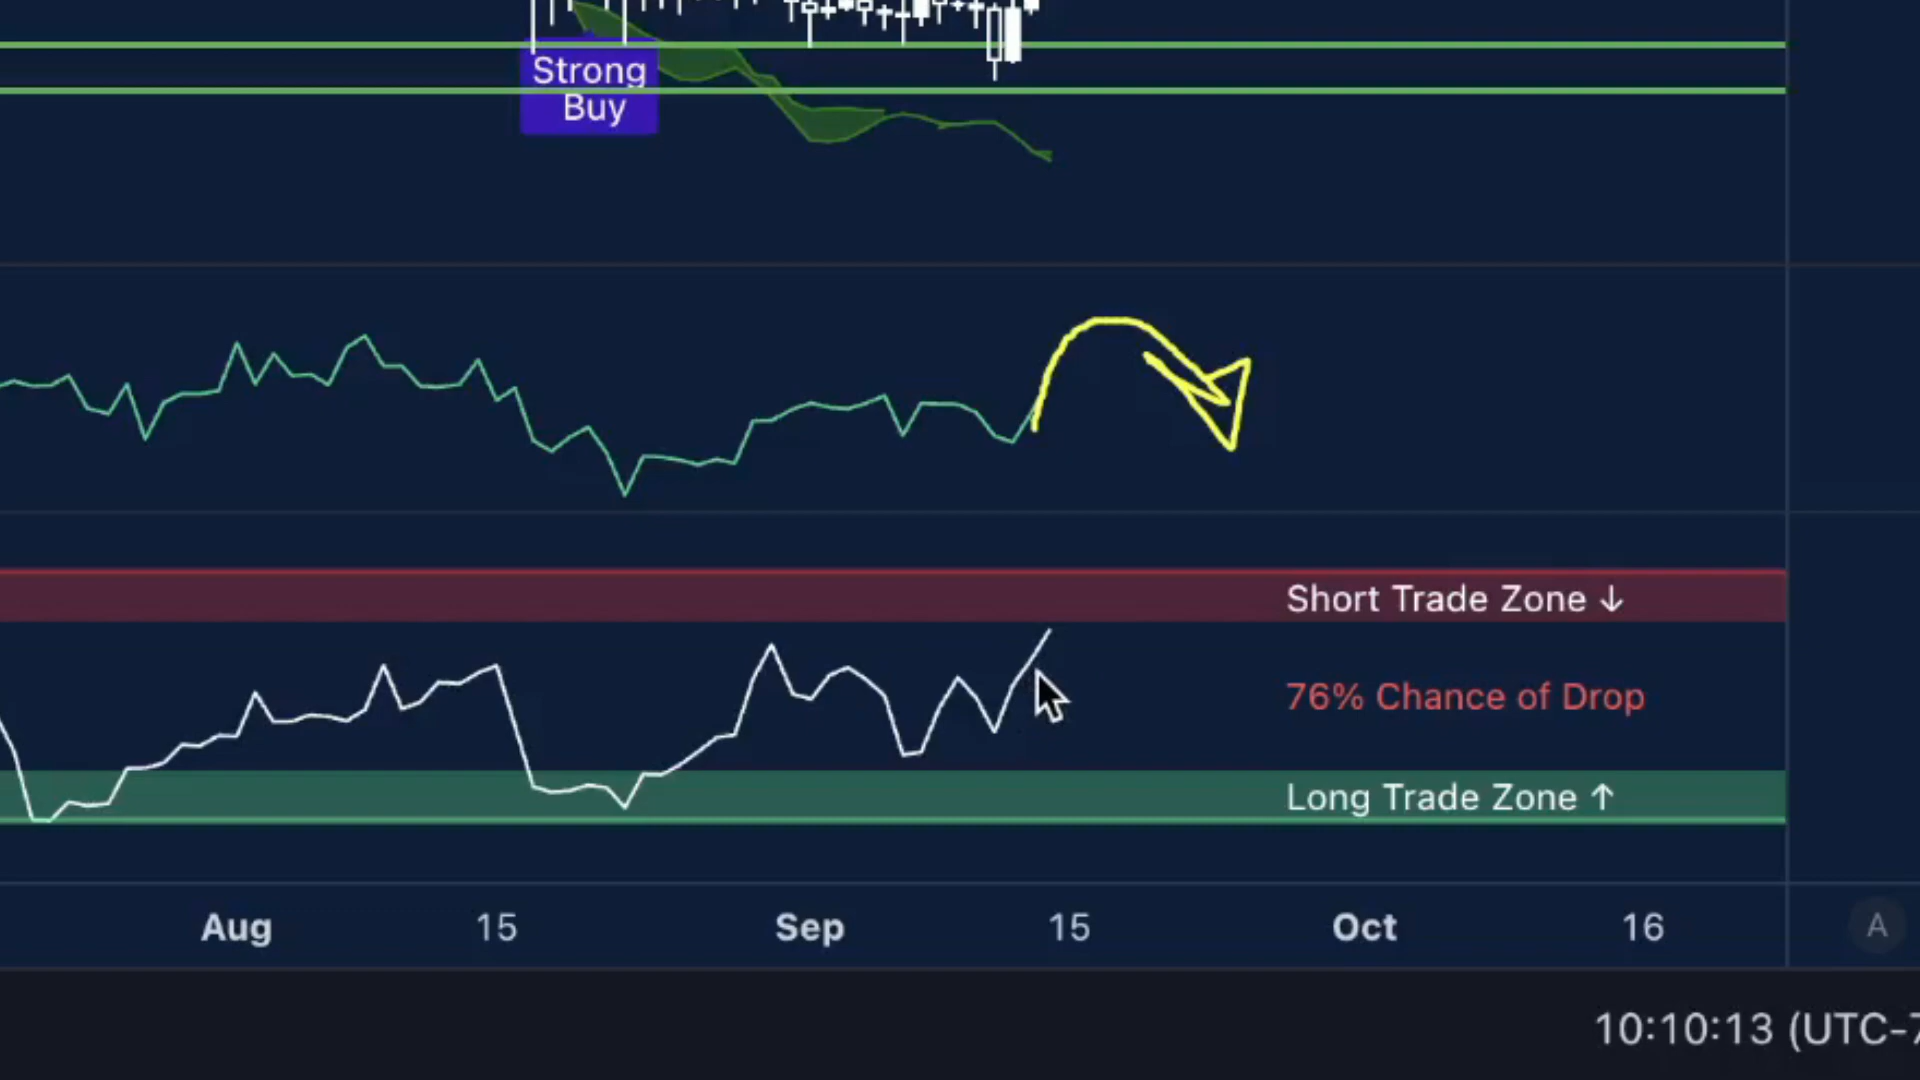 Strong
Buy
Short Trade Zone ↓
76% Chance of Drop
Long Trade Zone ↑
Aug 15 Sep 15 Oct 16 A
10:10:13 (UTC-7